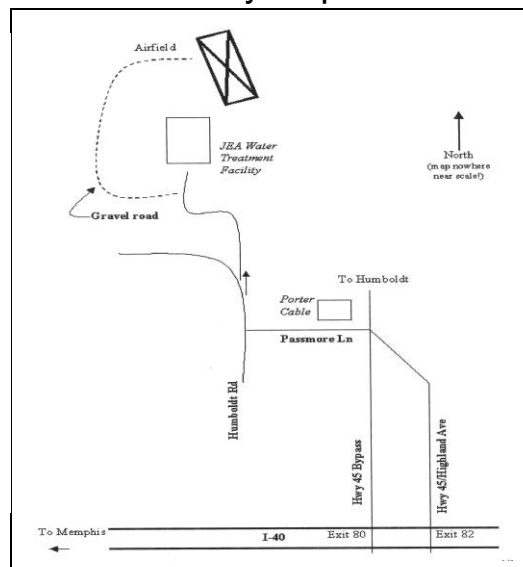 Airfield
JEA Water
Treatment
Facility
North
(map nowhere
near scale!)
Gravel road
To Humboldt
Porter
Cable
Passmore Ln
Humboldt Rd
Hwy 45 Bypass
Hwy 45/Highland Ave
To Memphis
I-40
Exit 80
Exit 82